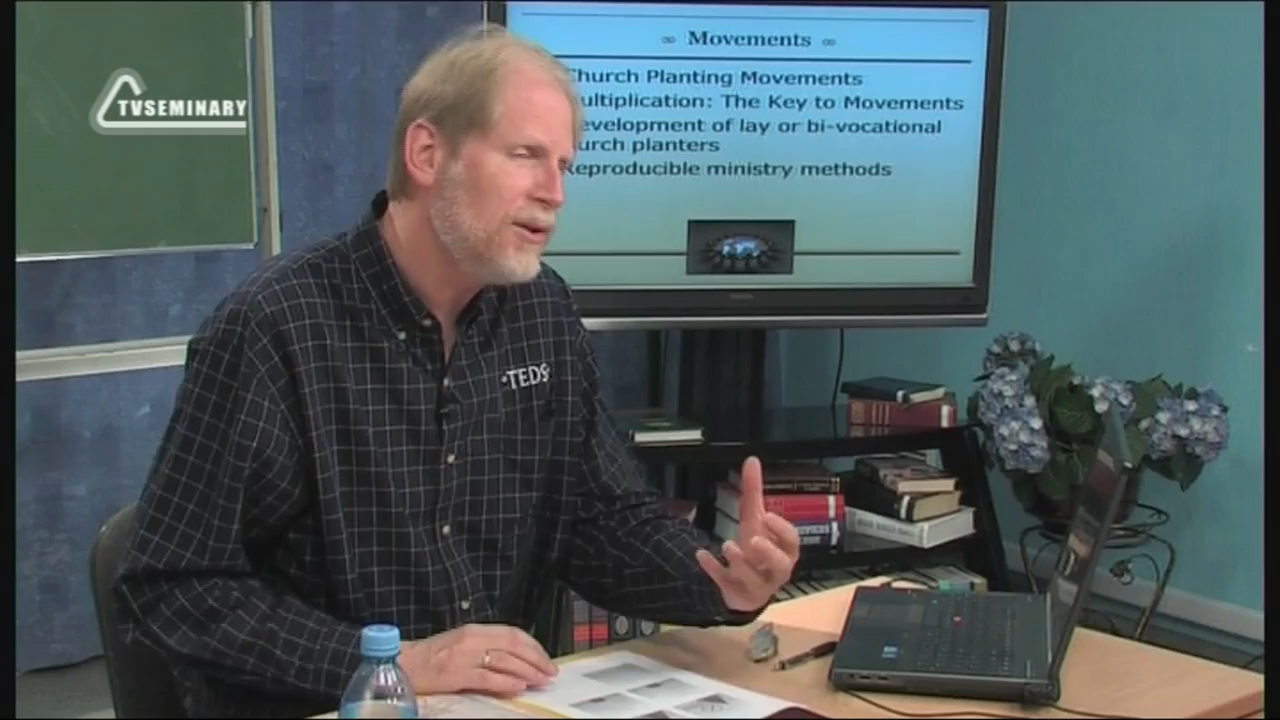 TVSEMINARY
∞ Movements ∞
Church Planting Movements
ultiplication: The Key to Movements
evelopment of lay or bi-vocational
urch planters
Reproducible ministry methods
TEDS